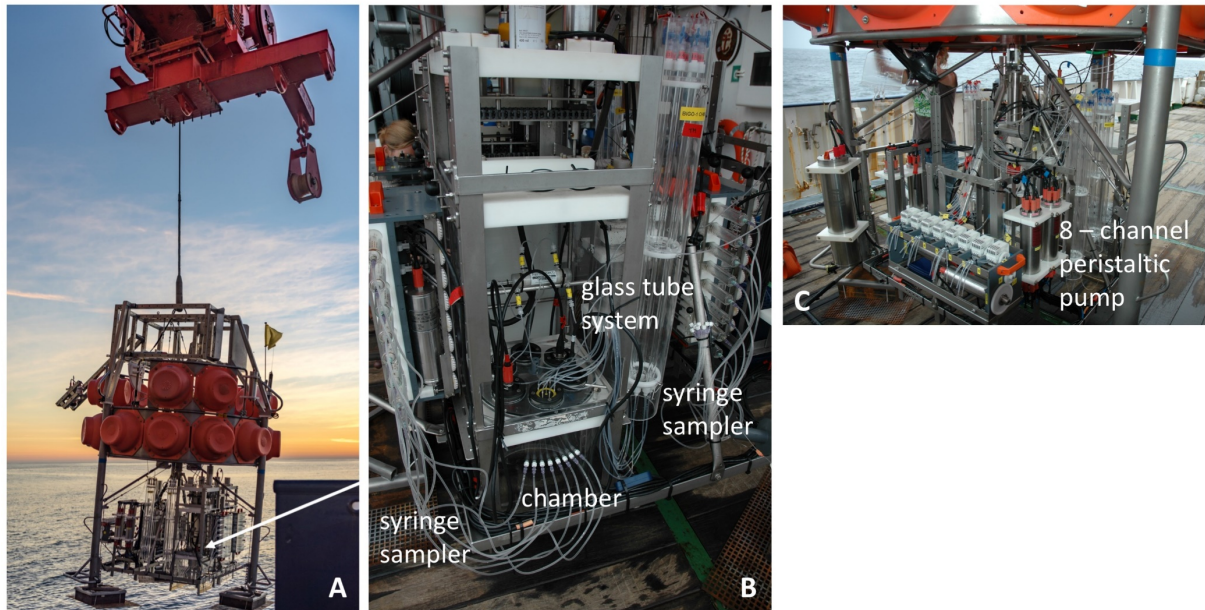 A
glass tube
system
syringe
sampler
chamber
syringe
sampler
B
8 – channel
peristaltic
pump
C